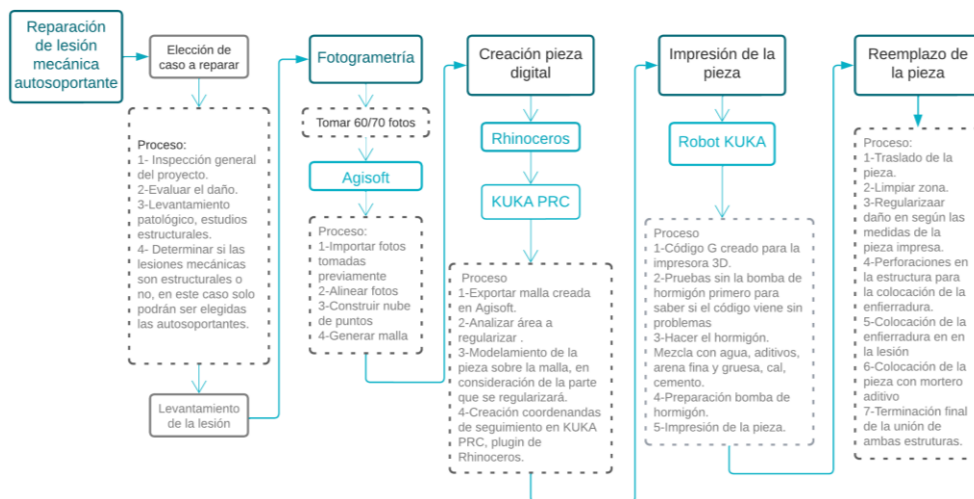 Reparación
de lesión
mecánica
autosoportante
Elección de
caso a reparar
Proceso:
1- Inspección general
del proyecto.
2-Evaluar el daño.
3-Levantamiento
patológico, estudios
estructurales.
4- Determinar si las
lesiones mecánicas
son estructurales o
no, en este caso solo
podrán ser elegidas
las autosoportantes.
Levantamiento
de la lesión
Fotogrametría
Tomar 60/70 fotos
Agisoft
Proceso:
1-Importar fotos
tomadas
previamente
2-Alinear fotos
3-Construir nube
de puntos
4-Generar malla
Creación pieza
digital
Rhinoceros
KUKA PRC
Proceso
1-Exportar malla creada
en Agisoft.
2-Analizar área a
regularizar .
3-Modelamiento de la
pieza sobre la malla, en
consideración de la parte
que se regularizará.
4-Creación coordenandas
de seguimiento en KUKA
PRC, plugin de
Rhinoceros.
Impresión de la
pieza
Robot KUKA
Proceso
1-Código G creado para la
impresora 3D.
2-Pruebas sin la bomba de
hormigón primero para
saber si el código viene sin
problemas
3-Hacer el hormigón.
Mezcla con agua, aditivos,
arena fina y gruesa, cal,
cemento.
4-Preparación bomba de
hormigón.
5-Impresión de la pieza.
Reemplazo de
la pieza
Proceso:
1-Traslado de la
pieza.
2-Limpiar zona.
3-Regularizaar
daño en según las
medidas de la
pieza impresa.
4-Perforaciones en
la estructura para
la colocación de la
enfierradura.
5-Colocación de la
enfierradura en en
la lesión
6-Colocación de la
pieza con mortero
aditivo
7-Terminación final
de la unión de
ambas estruturas.